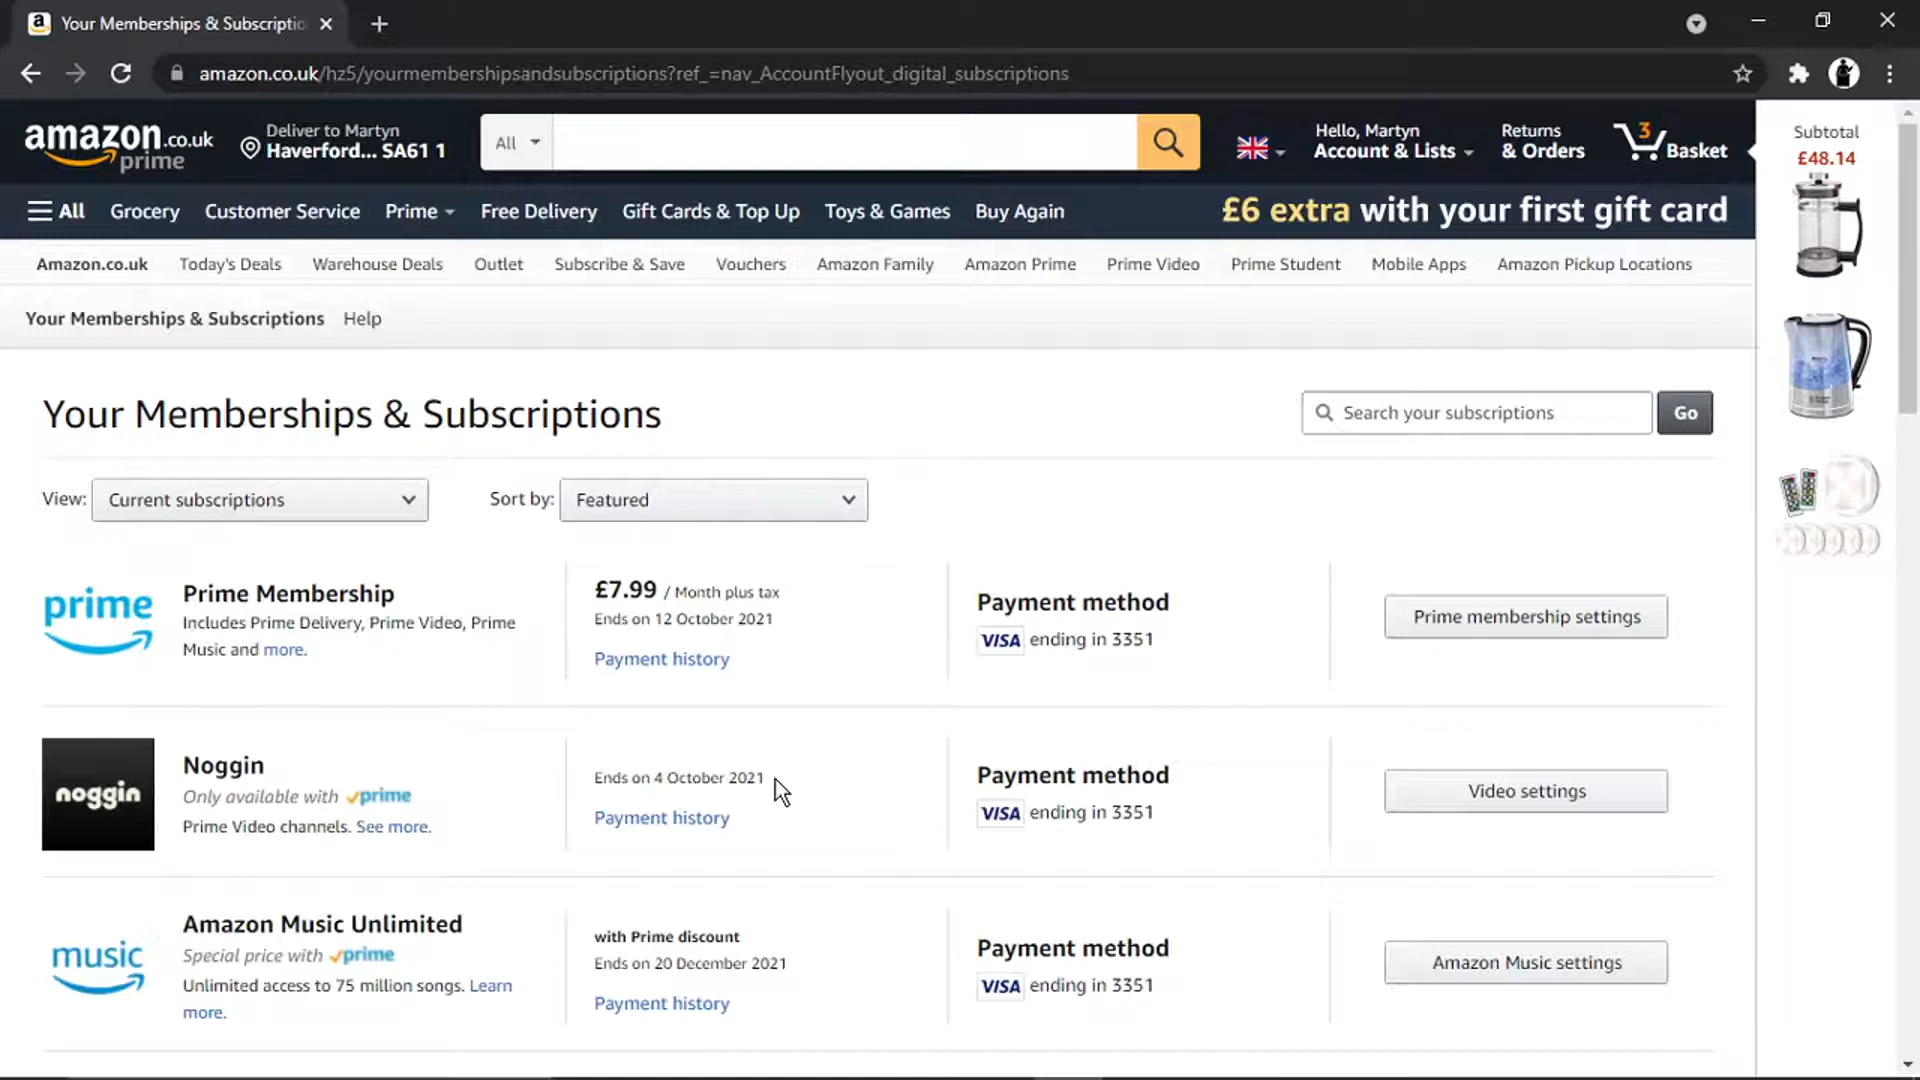 Your Memberships & Subscriptio
amazon.co.uk/hz5/yourmembershipsandsubscriptions?ref_=nav_AccountFlyout_digital_subscriptions
amazon.co.uk
prime
Deliver to Martyn
Haverford... SA61 1
All
Hello, Martyn
Account & Lists
Returns
& Orders
3
Basket
Subtotal
£48.14
All
Grocery
Customer Service
Prime
Free Delivery
Gift Cards & Top Up
Toys & Games
Buy Again
£6 extra with your first gift card
Amazon.co.uk
Today's Deals
Warehouse Deals
Outlet
Subscribe & Save
Vouchers
Amazon Family
Amazon Prime
Prime Video
Prime Student
Mobile Apps
Amazon Pickup Locations
Your Memberships & Subscriptions
Help
Your Memberships & Subscriptions
Search your subscriptions
Go
View:
Current subscriptions
Sort by:
Featured
prime
Prime Membership
Includes Prime Delivery, Prime Video, Prime
Music and more.
£7.99 / Month plus tax
Ends on 12 October 2021
Payment history
Payment method
VISA ending in 3351
Prime membership settings
noggin
Noggin
Only available with prime
Prime Video channels. See more.
Ends on 4 October 2021
Payment history
Payment method
VISA ending in 3351
Video settings
music
Amazon Music Unlimited
Special price with prime
Unlimited access to 75 million songs. Learn
more.
with Prime discount
Ends on 20 December 2021
Payment history
Payment method
VISA ending in 3351
Amazon Music settings